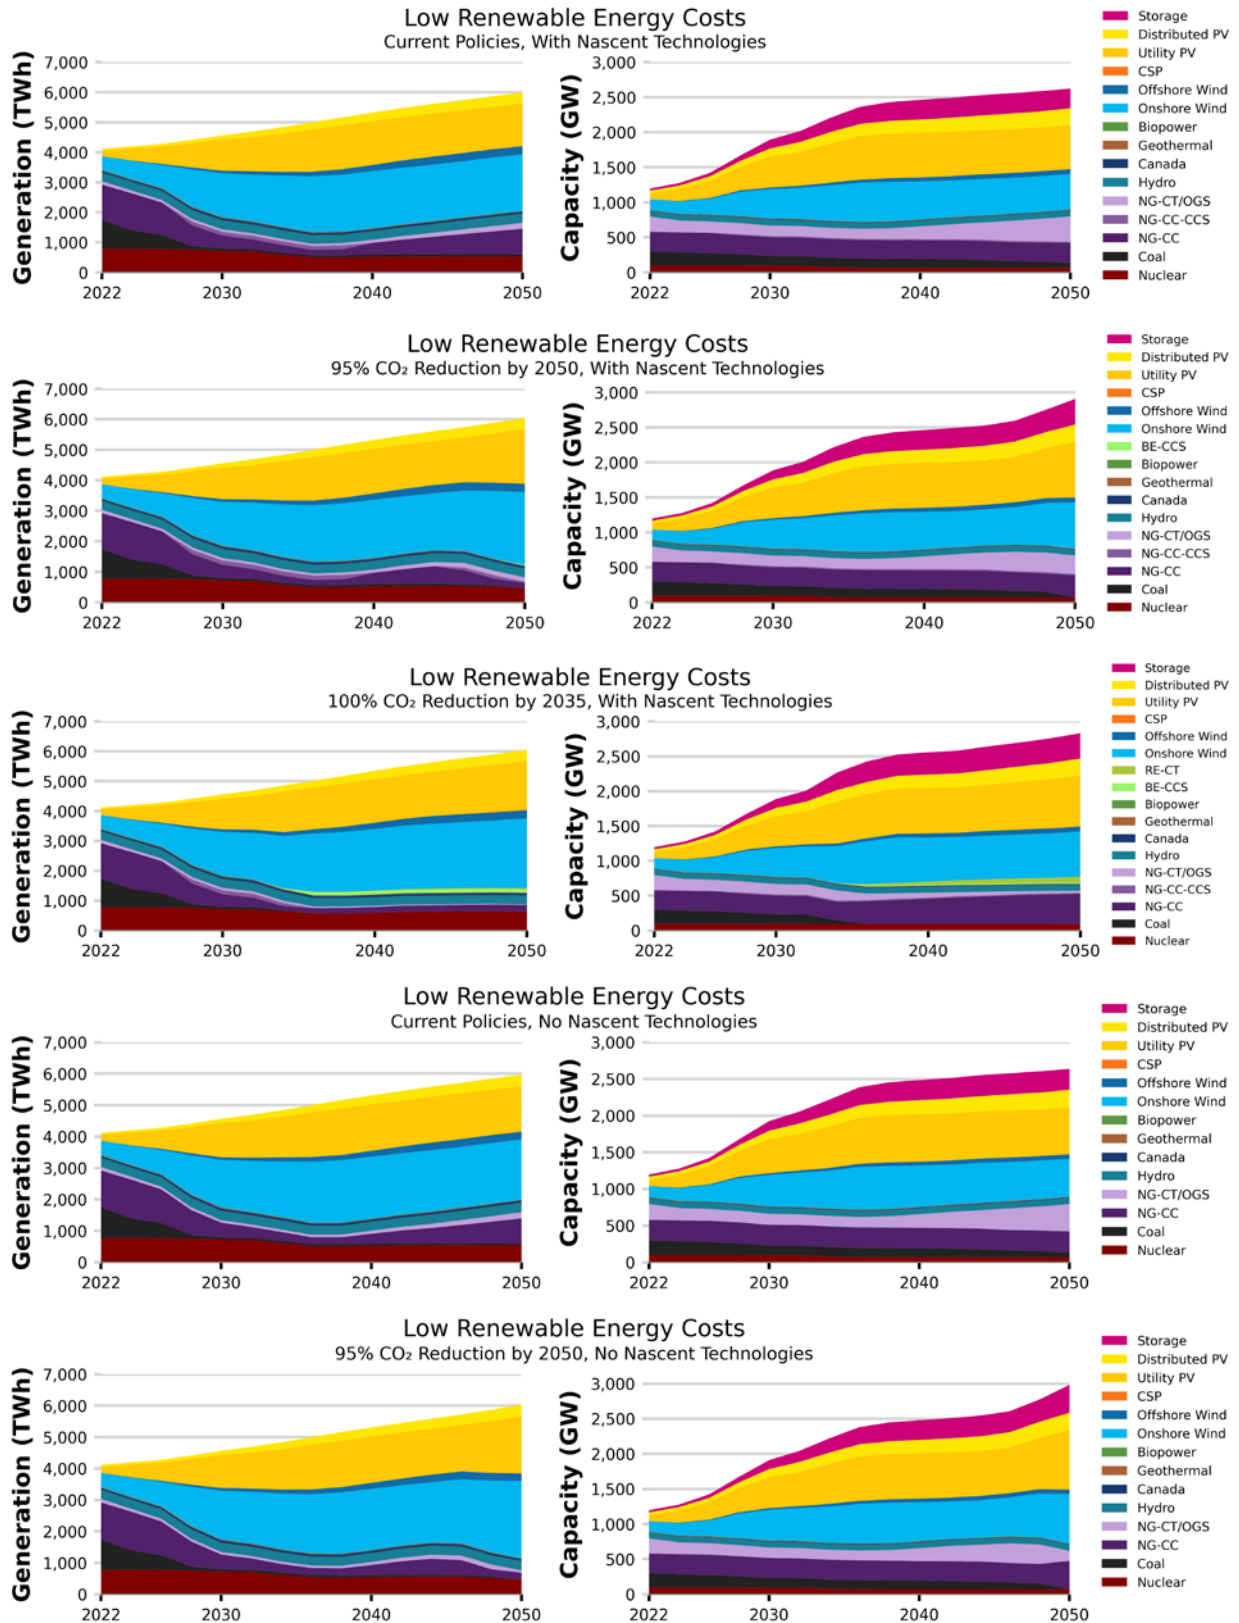 Low Renewable Energy Costs
Current Policies, With Nascent Technologies
Generation (TWh)
7,000
6,000
5,000
4,000
3,000
2,000
1,000
0
2022 2030 2040 2050
Capacity (GW)
3,000
2,500
2,000
1,500
1,000
500
0
2022 2030 2040 2050
Storage
Distributed PV
Utility PV
CSP
Offshore Wind
Onshore Wind
Biopower
Geothermal
Canada
Hydro
NG-CT/OGS
NG-CC-CCS
NG-CC
Coal
Nuclear
Low Renewable Energy Costs
95% CO₂ Reduction by 2050, With Nascent Technologies
Generation (TWh)
7,000
6,000
5,000
4,000
3,000
2,000
1,000
0
2022 2030 2040 2050
Capacity (GW)
3,000
2,500
2,000
1,500
1,000
500
0
2022 2030 2040 2050
Storage
Distributed PV
Utility PV
CSP
Offshore Wind
Onshore Wind
BE-CCS
Biopower
Geothermal
Canada
Hydro
NG-CT/OGS
NG-CC-CCS
NG-CC
Coal
Nuclear
Low Renewable Energy Costs
100% CO₂ Reduction by 2035, With Nascent Technologies
Generation (TWh)
7,000
6,000
5,000
4,000
3,000
2,000
1,000
0
2022 2030 2040 2050
Capacity (GW)
3,000
2,500
2,000
1,500
1,000
500
0
2022 2030 2040 2050
Storage
Distributed PV
Utility PV
CSP
Offshore Wind
Onshore Wind
RE-CT
BE-CCS
Biopower
Geothermal
Canada
Hydro
NG-CT/OGS
NG-CC-CCS
NG-CC
Coal
Nuclear
Low Renewable Energy Costs
Current Policies, No Nascent Technologies
Generation (TWh)
7,000
6,000
5,000
4,000
3,000
2,000
1,000
0
2022 2030 2040 2050
Capacity (GW)
3,000
2,500
2,000
1,500
1,000
500
0
2022 2030 2040 2050
Storage
Distributed PV
Utility PV
CSP
Offshore Wind
Onshore Wind
Biopower
Geothermal
Canada
Hydro
NG-CT/OGS
NG-CC
Coal
Nuclear
Low Renewable Energy Costs
95% CO₂ Reduction by 2050, No Nascent Technologies
Generation (TWh)
7,000
6,000
5,000
4,000
3,000
2,000
1,000
0
2022 2030 2040 2050
Capacity (GW)
3,000
2,500
2,000
1,500
1,000
500
0
2022 2030 2040 2050
Storage
Distributed PV
Utility PV
CSP
Offshore Wind
Onshore Wind
Biopower
Geothermal
Canada
Hydro
NG-CT/OGS
NG-CC
Coal
Nuclear